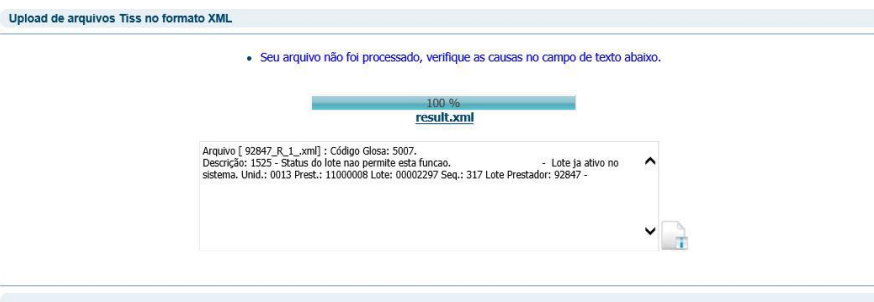 Upload de arquivos Tiss no formato XML
Seu arquivo não foi processado, verifique as causas no campo de texto abaixo.
100 %
result.xml
Arquivo [ 92847_R_1_.xml] : Código Glosa: 5007.
Descrição: 1525 - Status do lote nao permite esta funcao. - Lote ja ativo no
sistema. Unid.: 0013 Prest.: 11000008 Lote: 00002297 Seq.: 317 Lote Prestador: 92847 -